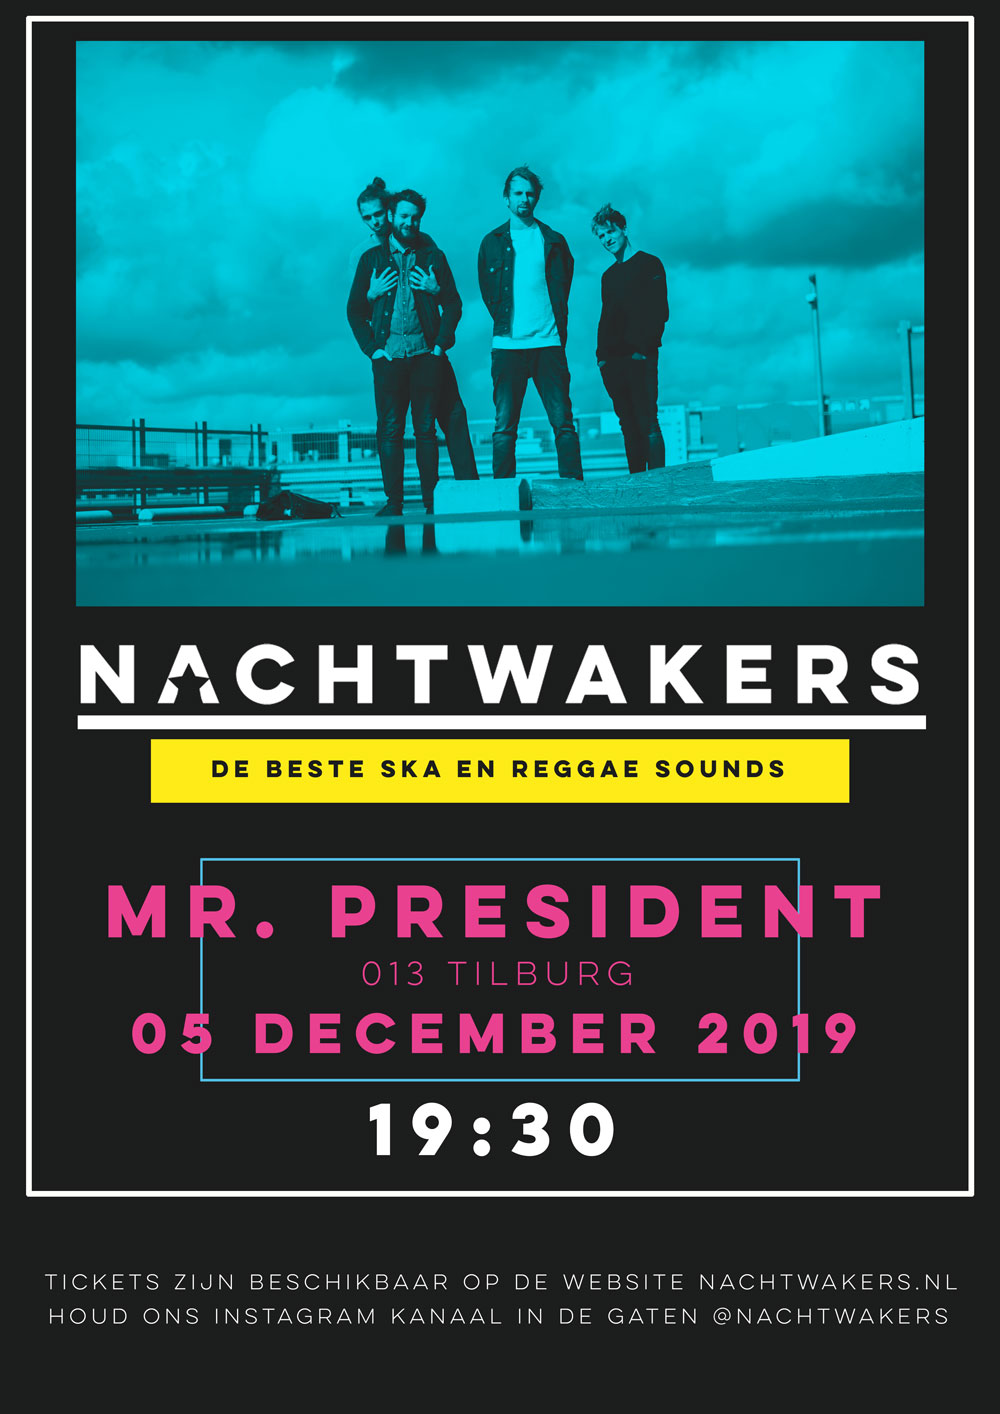 NACHTWAKERS
DE BESTE SKA EN REGGAE SOUNDS
MR. PRESIDENT
013 TILBURG
05 DECEMBER 2019
19:30
TICKETS ZIJN BESCHIKBAAR OP DE WEBSITE NACHTWAKERS.NL
HOUD ONS INSTAGRAM KANAAL IN DE GATEN @NACHTWAKERS